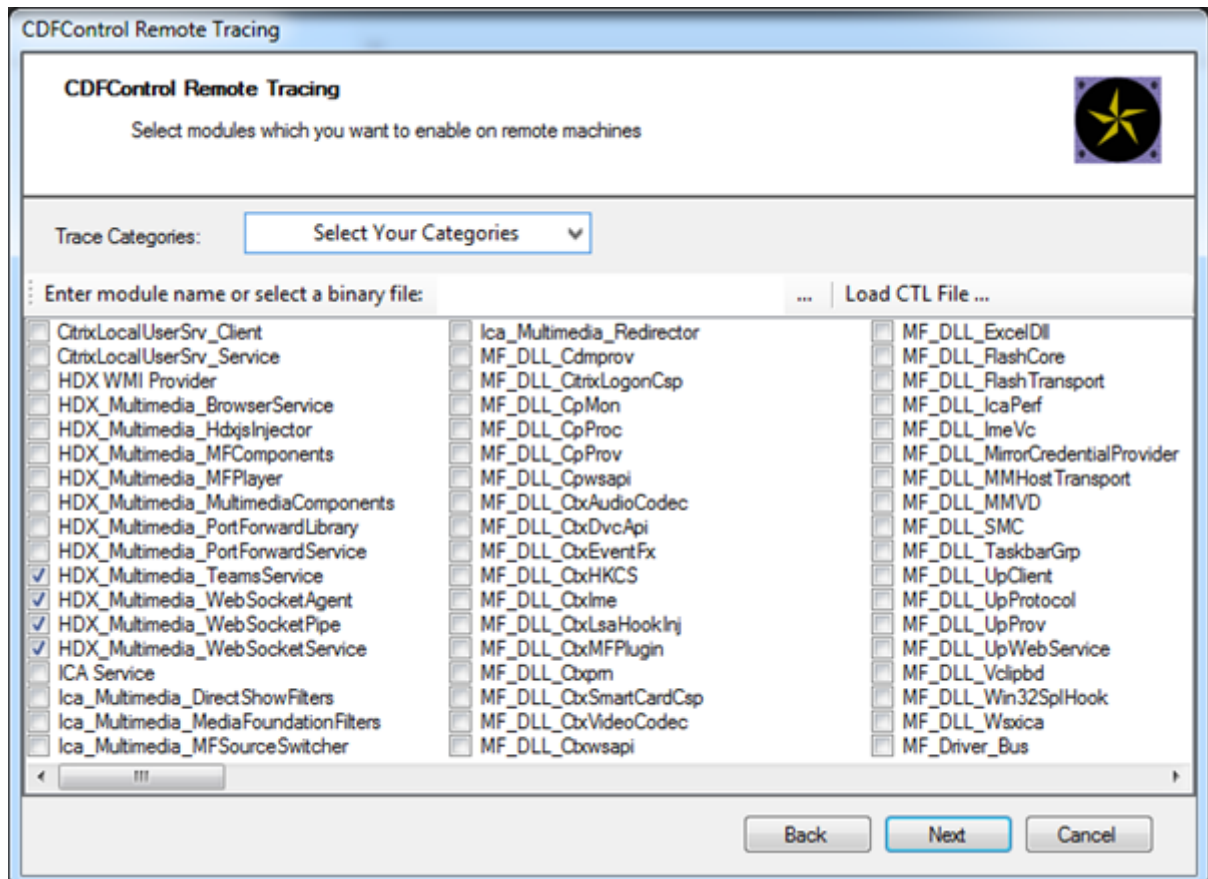 CDFControl Remote Tracing
CDFControl Remote Tracing
Select modules which you want to enable on remote machines
Trace Categories: Select Your Categories
Enter module name or select a binary file: ... Load CTL File ...
CitrixLocalUserSrv_Client
CitrixLocalUserSrv_Service
HDX WMI Provider
HDX_Multimedia_BrowserService
HDX_Multimedia_HdxjsInjector
HDX_Multimedia_MFComponents
HDX_Multimedia_MFPlayer
HDX_Multimedia_MultimediaComponents
HDX_Multimedia_PortForwardLibrary
HDX_Multimedia_PortForwardService
HDX_Multimedia_TeamsService
HDX_Multimedia_WebSocketAgent
HDX_Multimedia_WebSocketPipe
HDX_Multimedia_WebSocketService
ICA Service
Ica_Multimedia_DirectShowFilters
Ica_Multimedia_MediaFoundationFilters
Ica_Multimedia_MFSourceSwitcher
Ica_Multimedia_Redirector
MF_DLL_Cdmprov
MF_DLL_CitrixLogonCsp
MF_DLL_CpMon
MF_DLL_CpProc
MF_DLL_CpProv
MF_DLL_Cpwsapi
MF_DLL_CtxAudioCodec
MF_DLL_CtxDvcApi
MF_DLL_CtxEventFx
MF_DLL_CtxHKCS
MF_DLL_CtxIme
MF_DLL_CtxLsaHookInj
MF_DLL_CtxMFPlugin
MF_DLL_Ctxpm
MF_DLL_CtxSmartCardCsp
MF_DLL_CtxVideoCodec
MF_DLL_Ctxwsapi
MF_DLL_ExcelDll
MF_DLL_FlashCore
MF_DLL_FlashTransport
MF_DLL_IcaPerf
MF_DLL_ImeVc
MF_DLL_MirrorCredentialProvider
MF_DLL_MMHostTransport
MF_DLL_MMVD
MF_DLL_SMC
MF_DLL_TaskbarGrp
MF_DLL_UpClient
MF_DLL_UpProtocol
MF_DLL_UpProv
MF_DLL_UpWebService
MF_DLL_Vclipbd
MF_DLL_Win32SplHook
MF_DLL_Wsxica
MF_Driver_Bus
Back Next Cancel